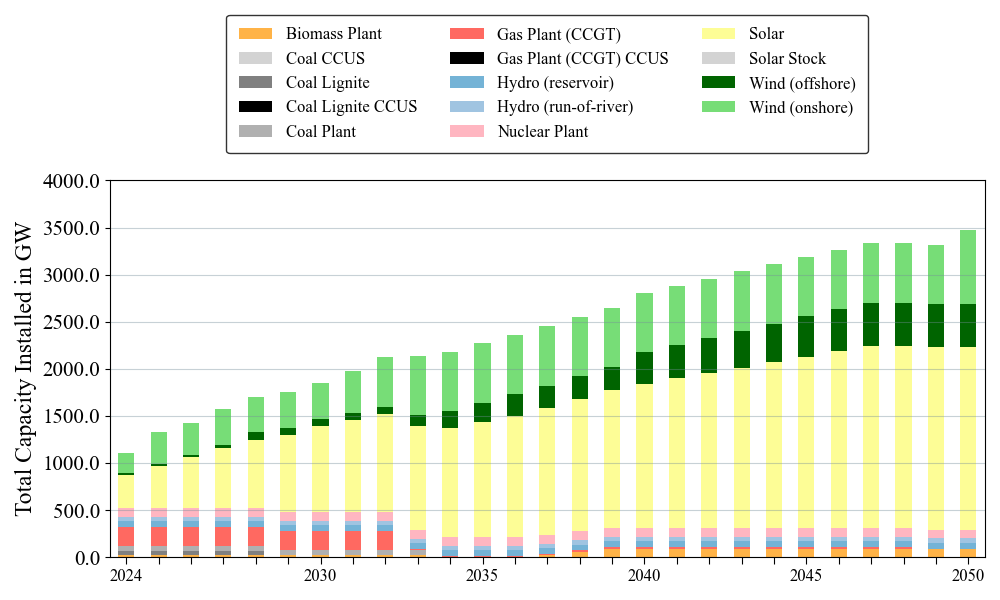 Biomass Plant
Coal CCUS
Coal Lignite
Coal Lignite CCUS
Coal Plant
Gas Plant (CCGT)
Gas Plant (CCGT) CCUS
Hydro (reservoir)
Hydro (run-of-river)
Nuclear Plant
Solar
Solar Stock
Wind (offshore)
Wind (onshore)
Total Capacity Installed in GW
4000.0
3500.0
3000.0
2500.0
2000.0
1500.0
1000.0
500.0
0.0
2024 2030 2035 2040 2045 2050